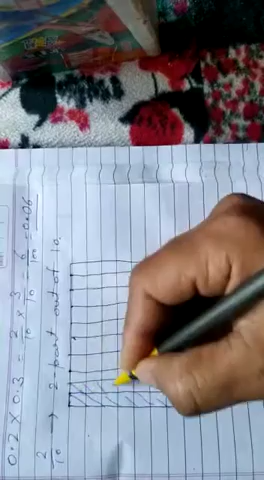 0.2 × 0.3 = 2/10 × 3/10 = 6/100 = 0.06
2/10 → 2 part out of 10.